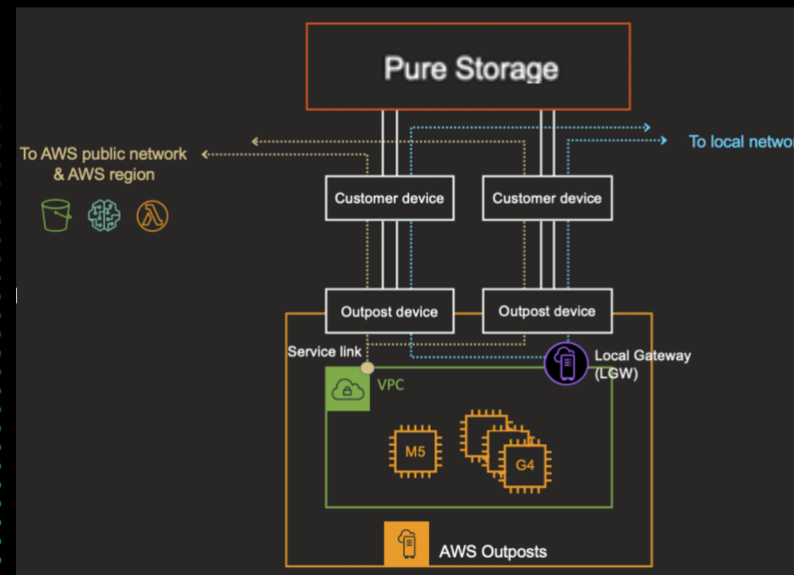 Pure Storage
To AWS public network
& AWS region
To local networ
Customer device
Customer device
Outpost device
Outpost device
Service link
Local Gateway
(LGW)
VPC
M5
G4
AWS Outposts